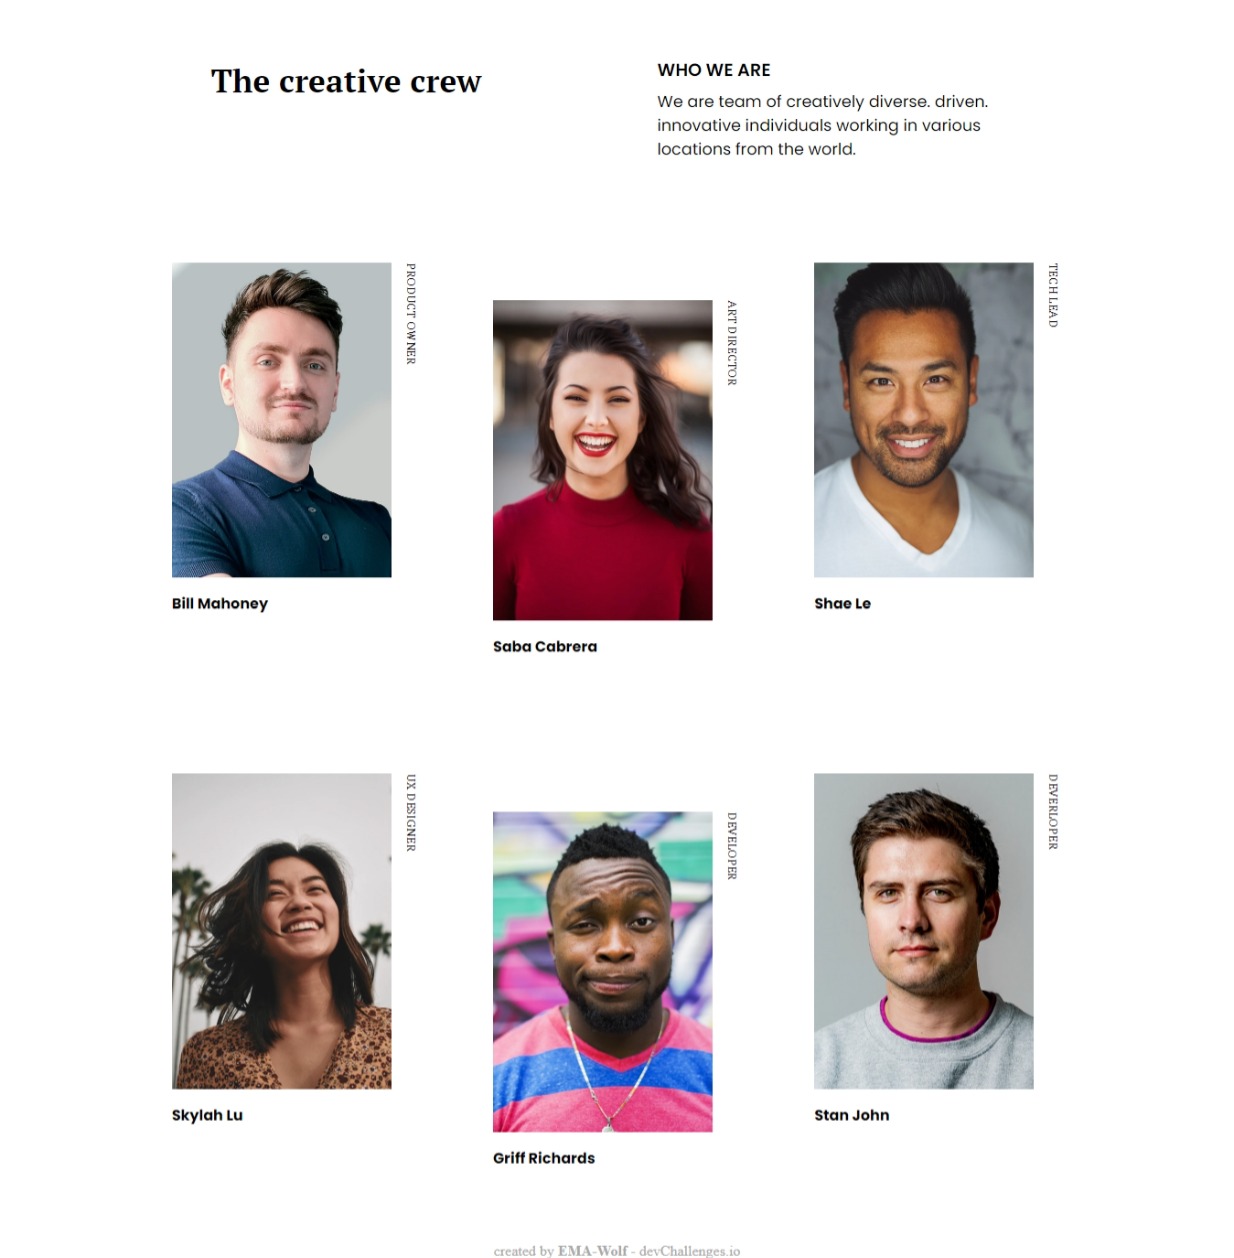 The creative crew
WHO WE ARE
We are team of creatively diverse. driven.
innovative individuals working in various
locations from the world.
PRODUCT OWNER
Bill Mahoney
ART DIRECTOR
Saba Cabrera
TECH LEAD
Shae Le
UX DESIGNER
Skylah Lu
DEVELOPER
Griff Richards
DEVERLOPER
Stan John
created by EMA-Wolf - devChallenges.io